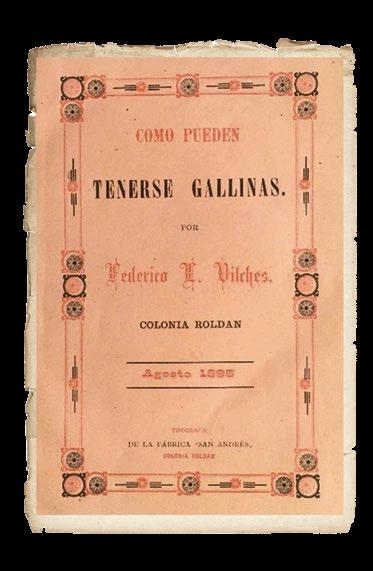 COMO PUEDEN
TENERSE GALLINAS.
POR
Federico L. Vilches.
COLONIA ROLDAN
Agosto 1895
TIPOGRAFIA
DE LA FÁBRICA "SAN ANDRÉS„
COLONIA ROLDAN